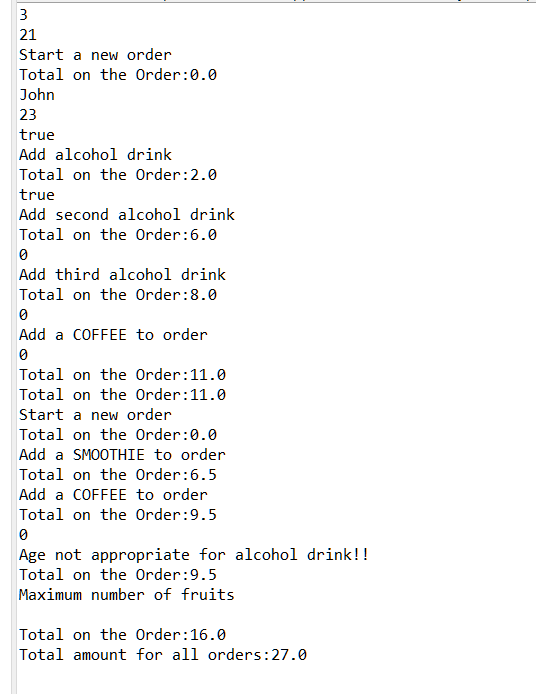 3
21
Start a new order
Total on the Order:0.0
John
23
true
Add alcohol drink
Total on the Order:2.0
true
Add second alcohol drink
Total on the Order:6.0
0
Add third alcohol drink
Total on the Order:8.0
0
Add a COFFEE to order
0
Total on the Order:11.0
Total on the Order:11.0
Start a new order
Total on the Order:0.0
Add a SMOOTHIE to order
Total on the Order:6.5
Add a COFFEE to order
Total on the Order:9.5
0
Age not appropriate for alcohol drink!!
Total on the Order:9.5
Maximum number of fruits

Total on the Order:16.0
Total amount for all orders:27.0